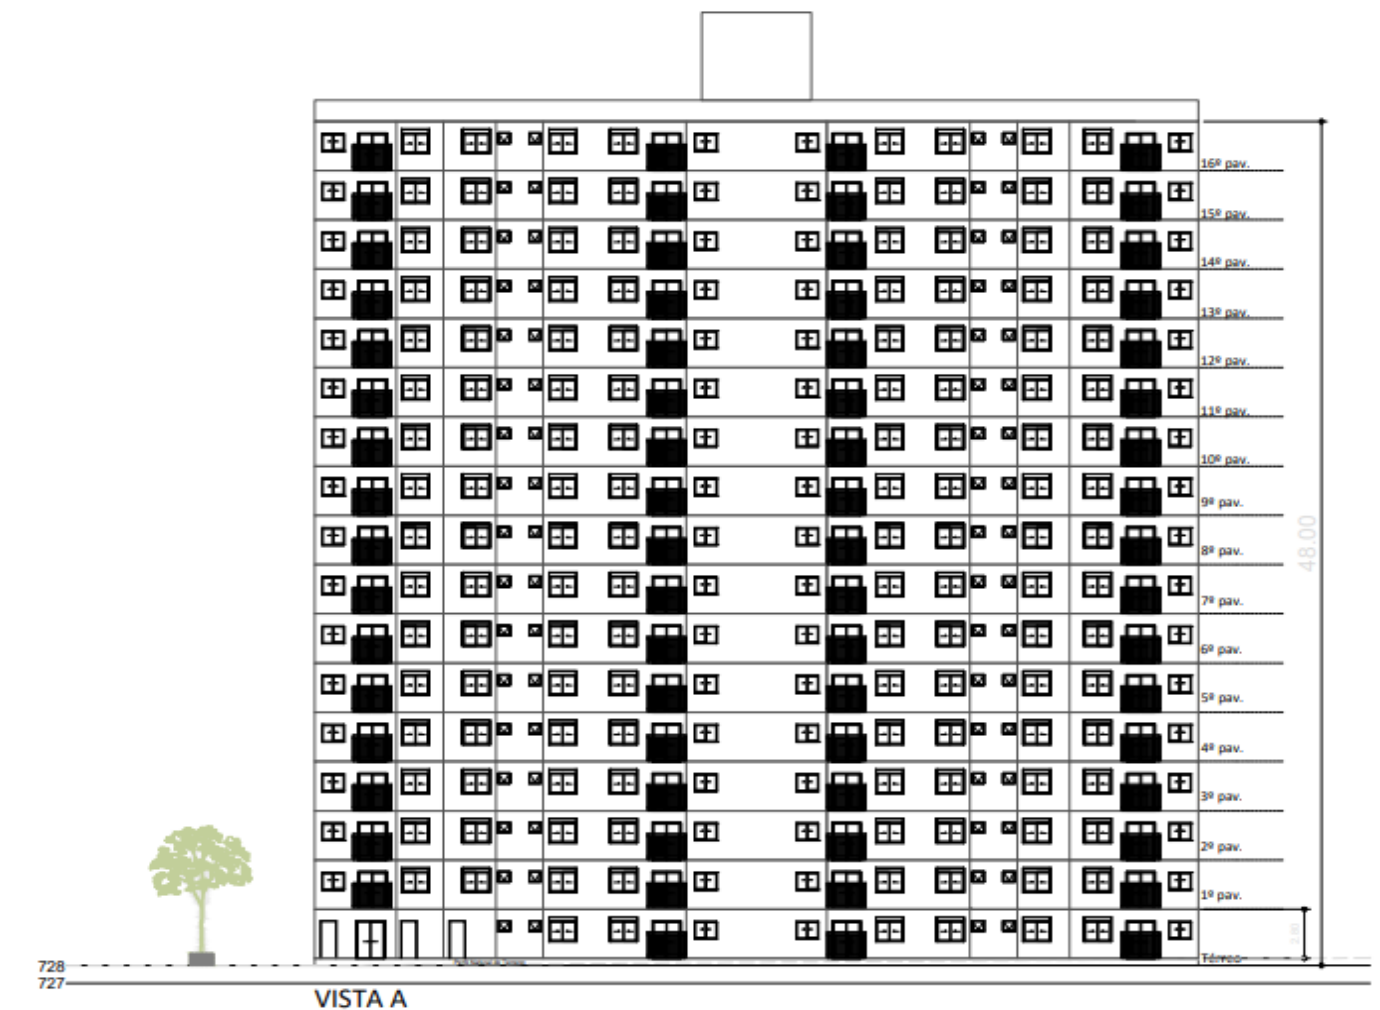 16º pav.
15º pav.
14º pav.
13º pav.
12º pav.
11º pav.
10º pav.
9º pav.
8º pav.
48.00
7º pav.
6º pav.
5º pav.
4º pav.
3º pav.
2º pav.
1º pav.
2.80
Térreo
728
727
VISTA A